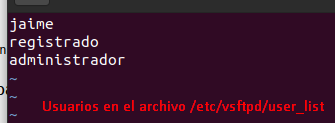 jaime
registrado
administrador
~
~
~
Usuarios en el archivo /etc/vsftpd/user_list